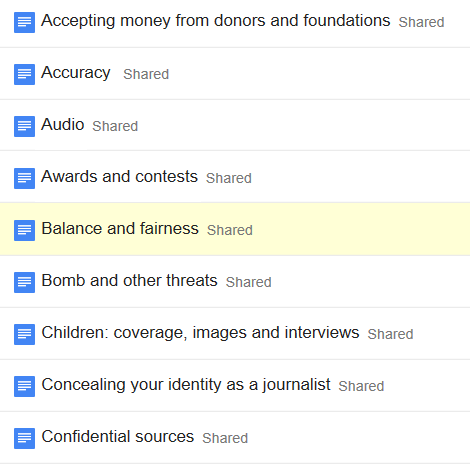 Accepting money from donors and foundations Shared
Accuracy Shared
Audio Shared
Awards and contests Shared
Balance and fairness Shared
Bomb and other threats Shared
Children: coverage, images and interviews Shared
Concealing your identity as a journalist Shared
Confidential sources Shared